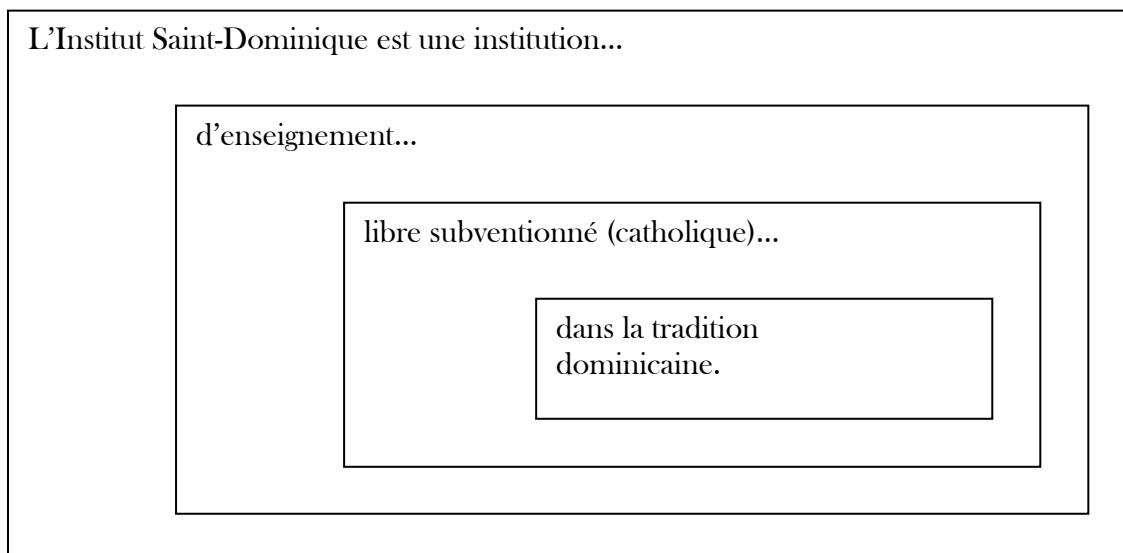 L’Institut Saint-Dominique est une institution...
d’enseignement...
libre subventionné (catholique)...
dans la tradition
dominicaine.